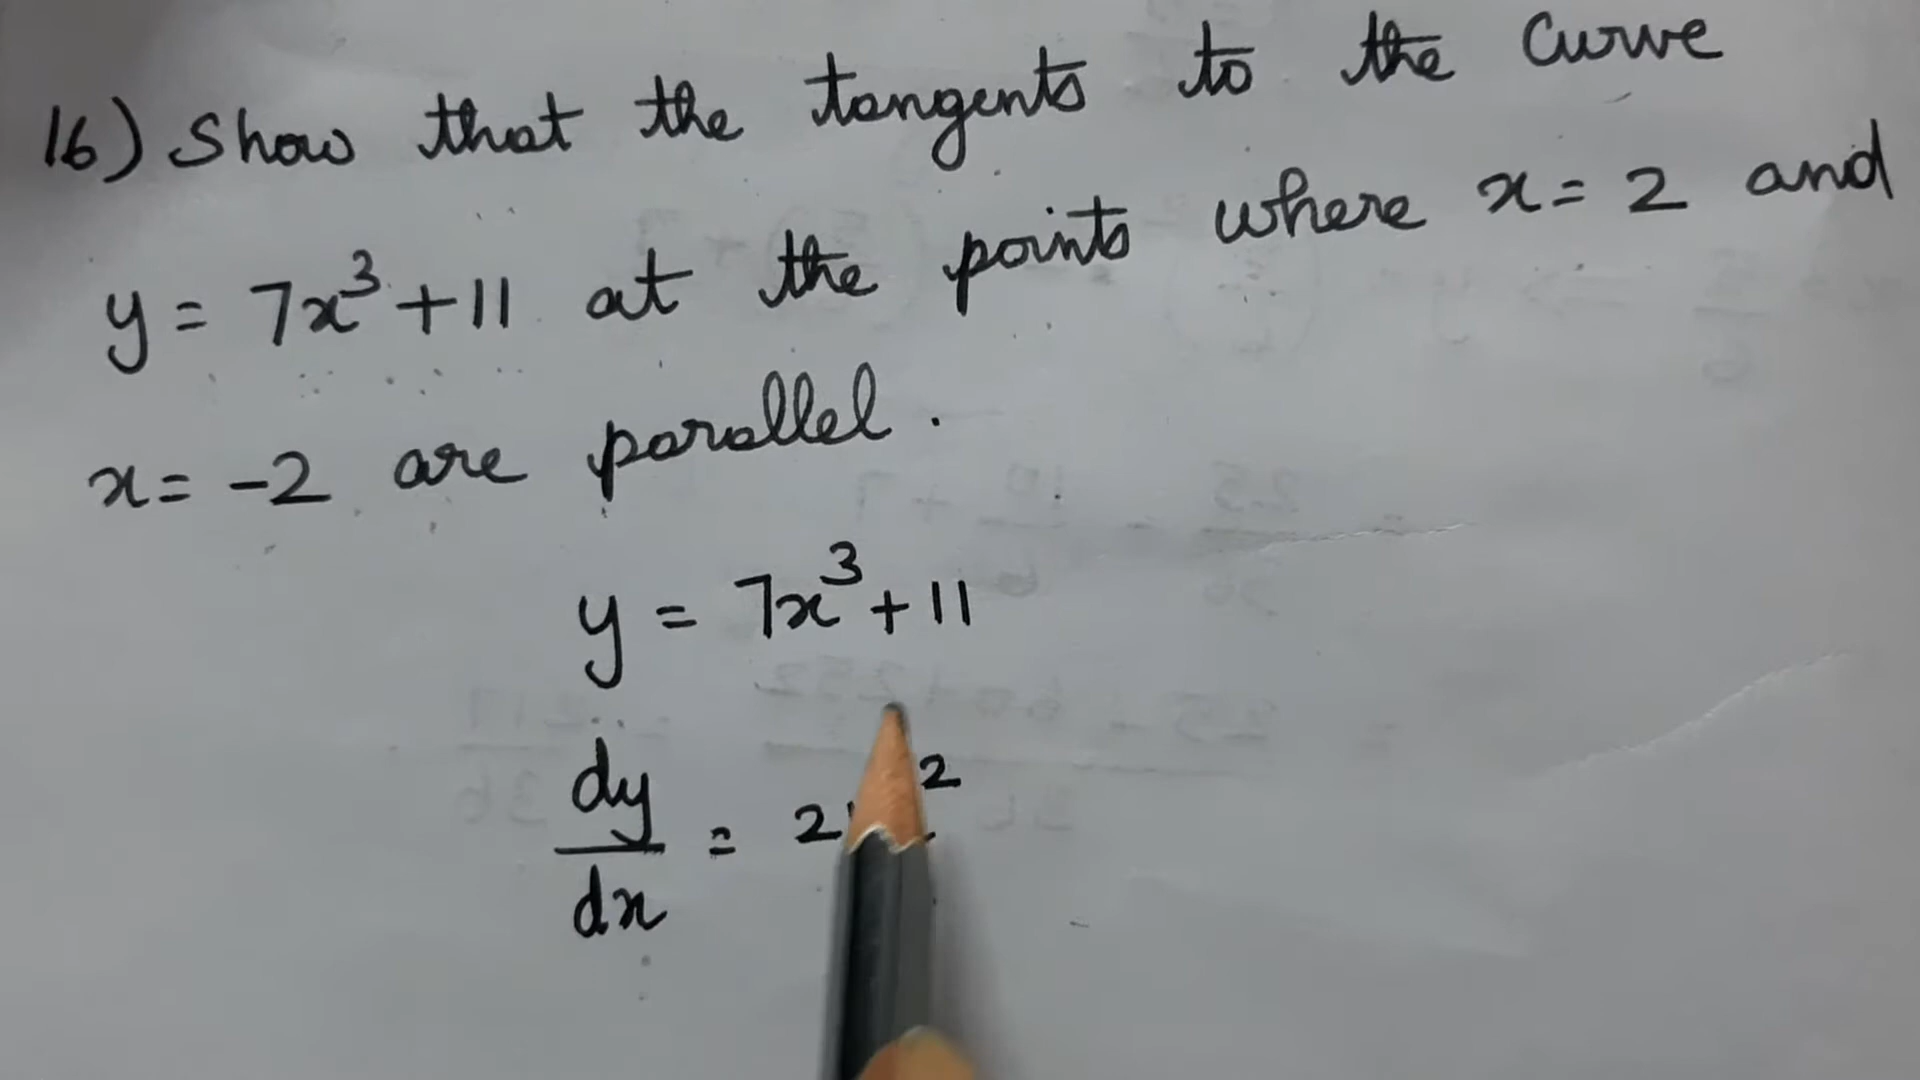 16) Show that the tangents to the curve
y = 7x³ + 11 at the points where x = 2 and
x = -2 are parallel.
y = 7x³ + 11
dy/dx = 2